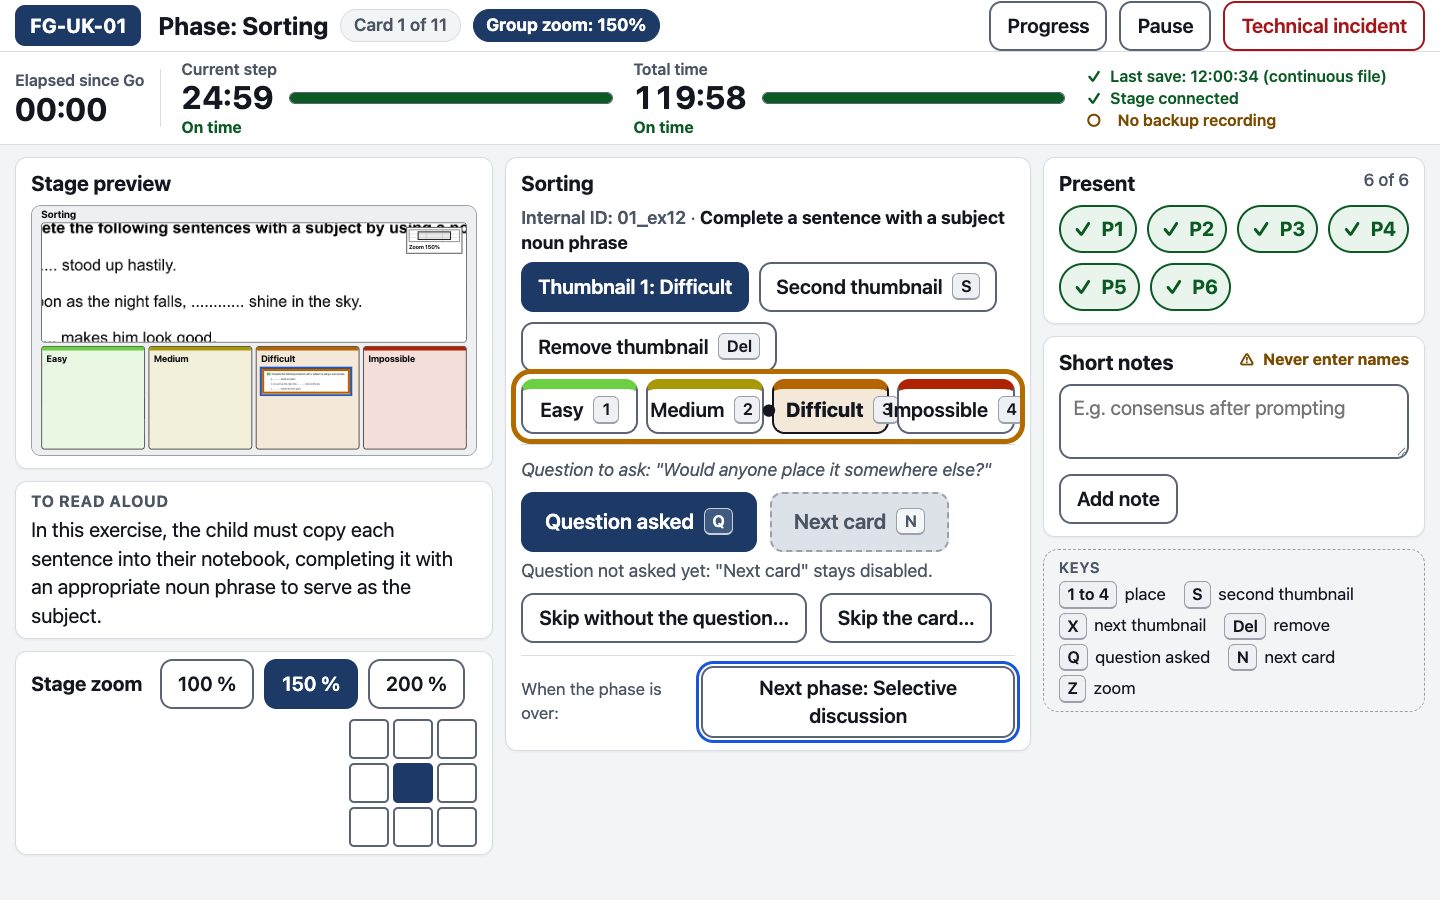 FG-UK-01
Phase: Sorting
Card 1 of 11
Group zoom: 150%
Progress
Pause
Technical incident
Elapsed since Go
00:00
Current step
24:59
On time
Total time
119:58
On time
Last save: 12:00:34 (continuous file)
Stage connected
No backup recording
Stage preview
Sorting
ete the following sentences with a subject by using a
Zoom 150%
.... stood up hastily.
on as the night falls, ............ shine in the sky.
... makes him look good.
Easy
Medium
Difficult
Impossible
TO READ ALOUD
In this exercise, the child must copy each
sentence into their notebook, completing it with
an appropriate noun phrase to serve as the
subject.
Stage zoom
100 %
150 %
200 %
Sorting
Internal ID: 01_ex12 · Complete a sentence with a subject
noun phrase
Thumbnail 1: Difficult
Second thumbnail S
Remove thumbnail Del
Easy 1
Medium 2
Difficult 3
Impossible 4
Question to ask: "Would anyone place it somewhere else?"
Question asked Q
Next card N
Question not asked yet: "Next card" stays disabled.
Skip without the question...
Skip the card...
When the phase is
over:
Next phase: Selective
discussion
Present
6 of 6
P1
P2
P3
P4
P5
P6
Short notes
Never enter names
E.g. consensus after prompting
Add note
KEYS
1 to 4 place S second thumbnail
X next thumbnail Del remove
Q question asked N next card
Z zoom